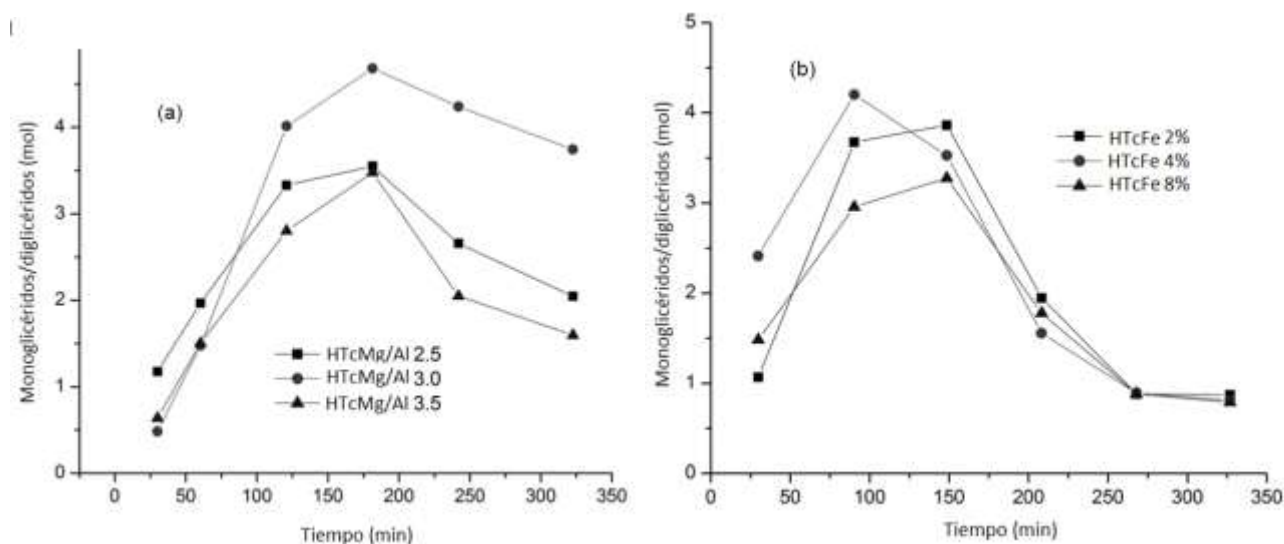 (a)
Monoglicéridos/diglicéridos (mol)
4
3
2
1
0
HTcMg/Al 2.5
HTcMg/Al 3.0
HTcMg/Al 3.5
0 50 100 150 200 250 300 350
Tiempo (min)
(b)
Monoglicéridos/diglicéridos (mol)
5
4
3
2
1
0
HTcFe 2%
HTcFe 4%
HTcFe 8%
0 50 100 150 200 250 300 350
Tiempo (min)